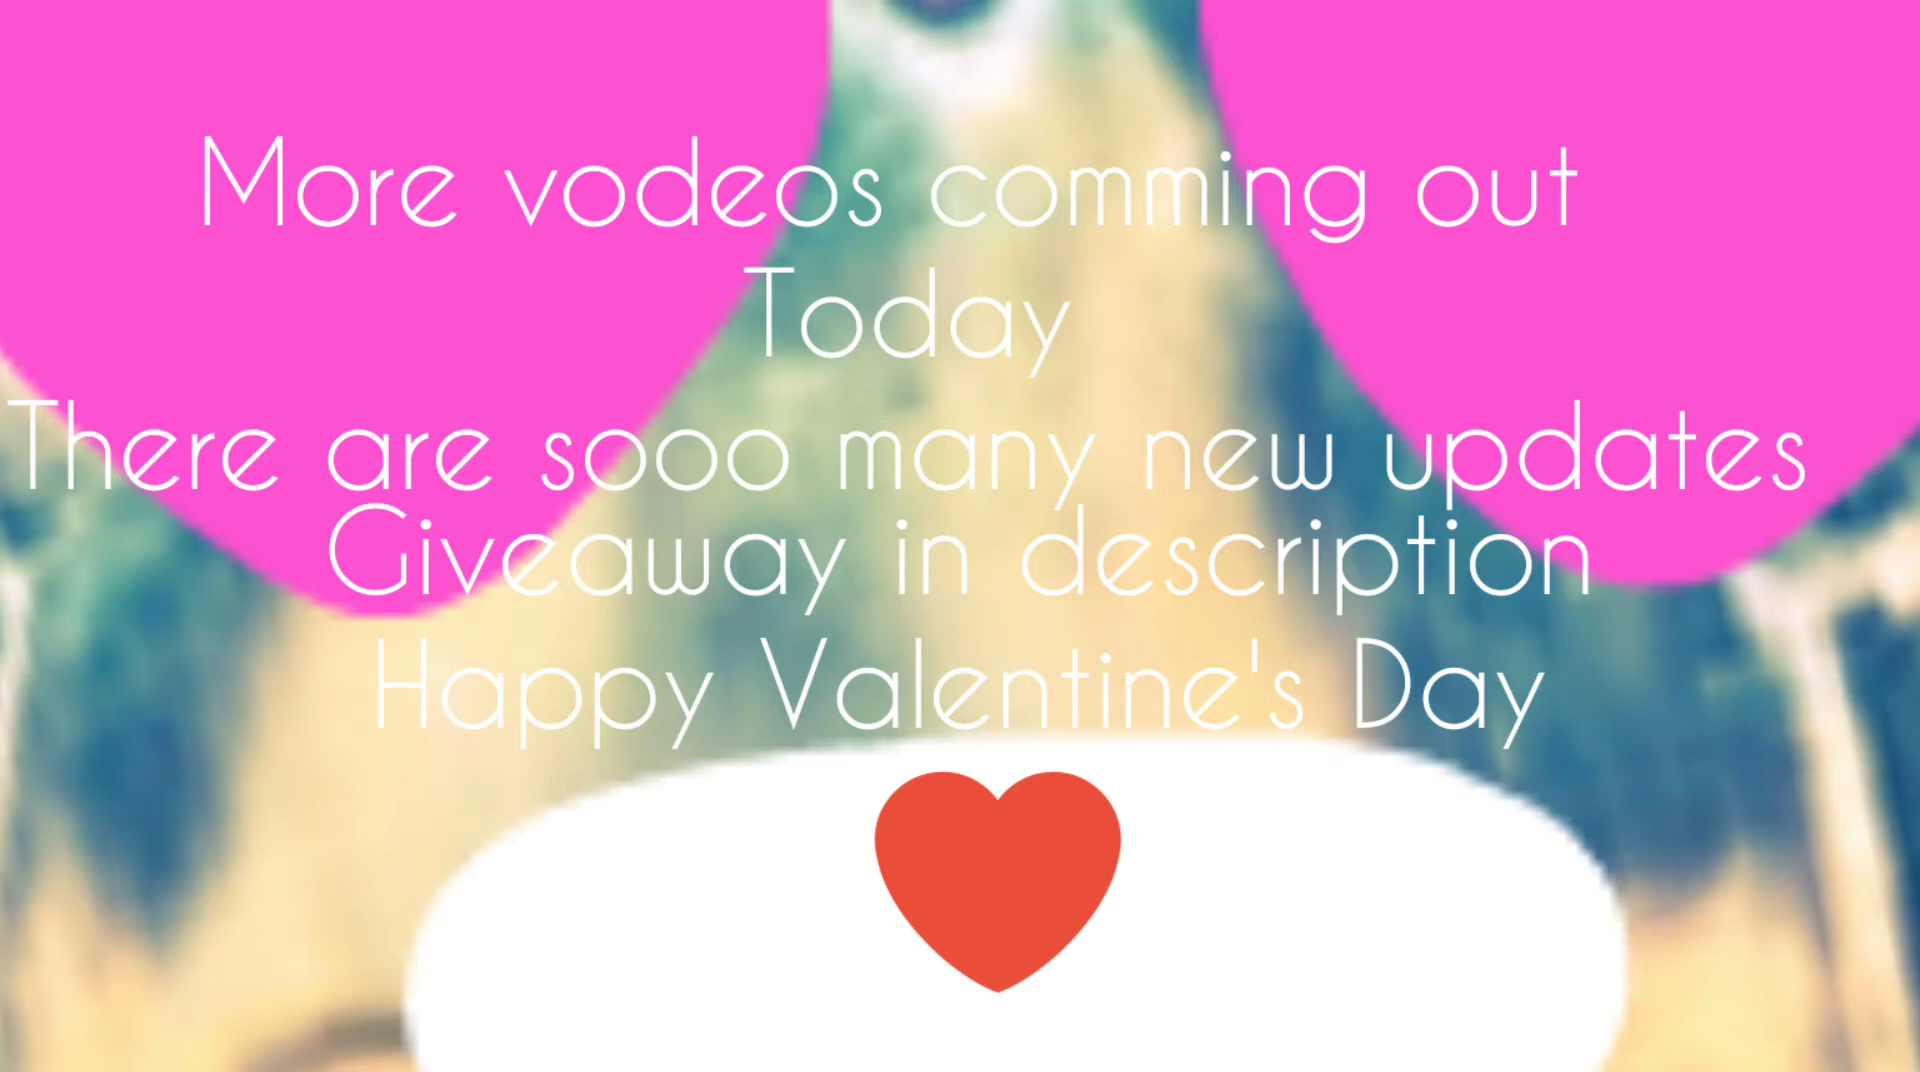 More vodeos comming out
Today
There are sooo many new updates
Giveaway in description
Happy Valentine's Day